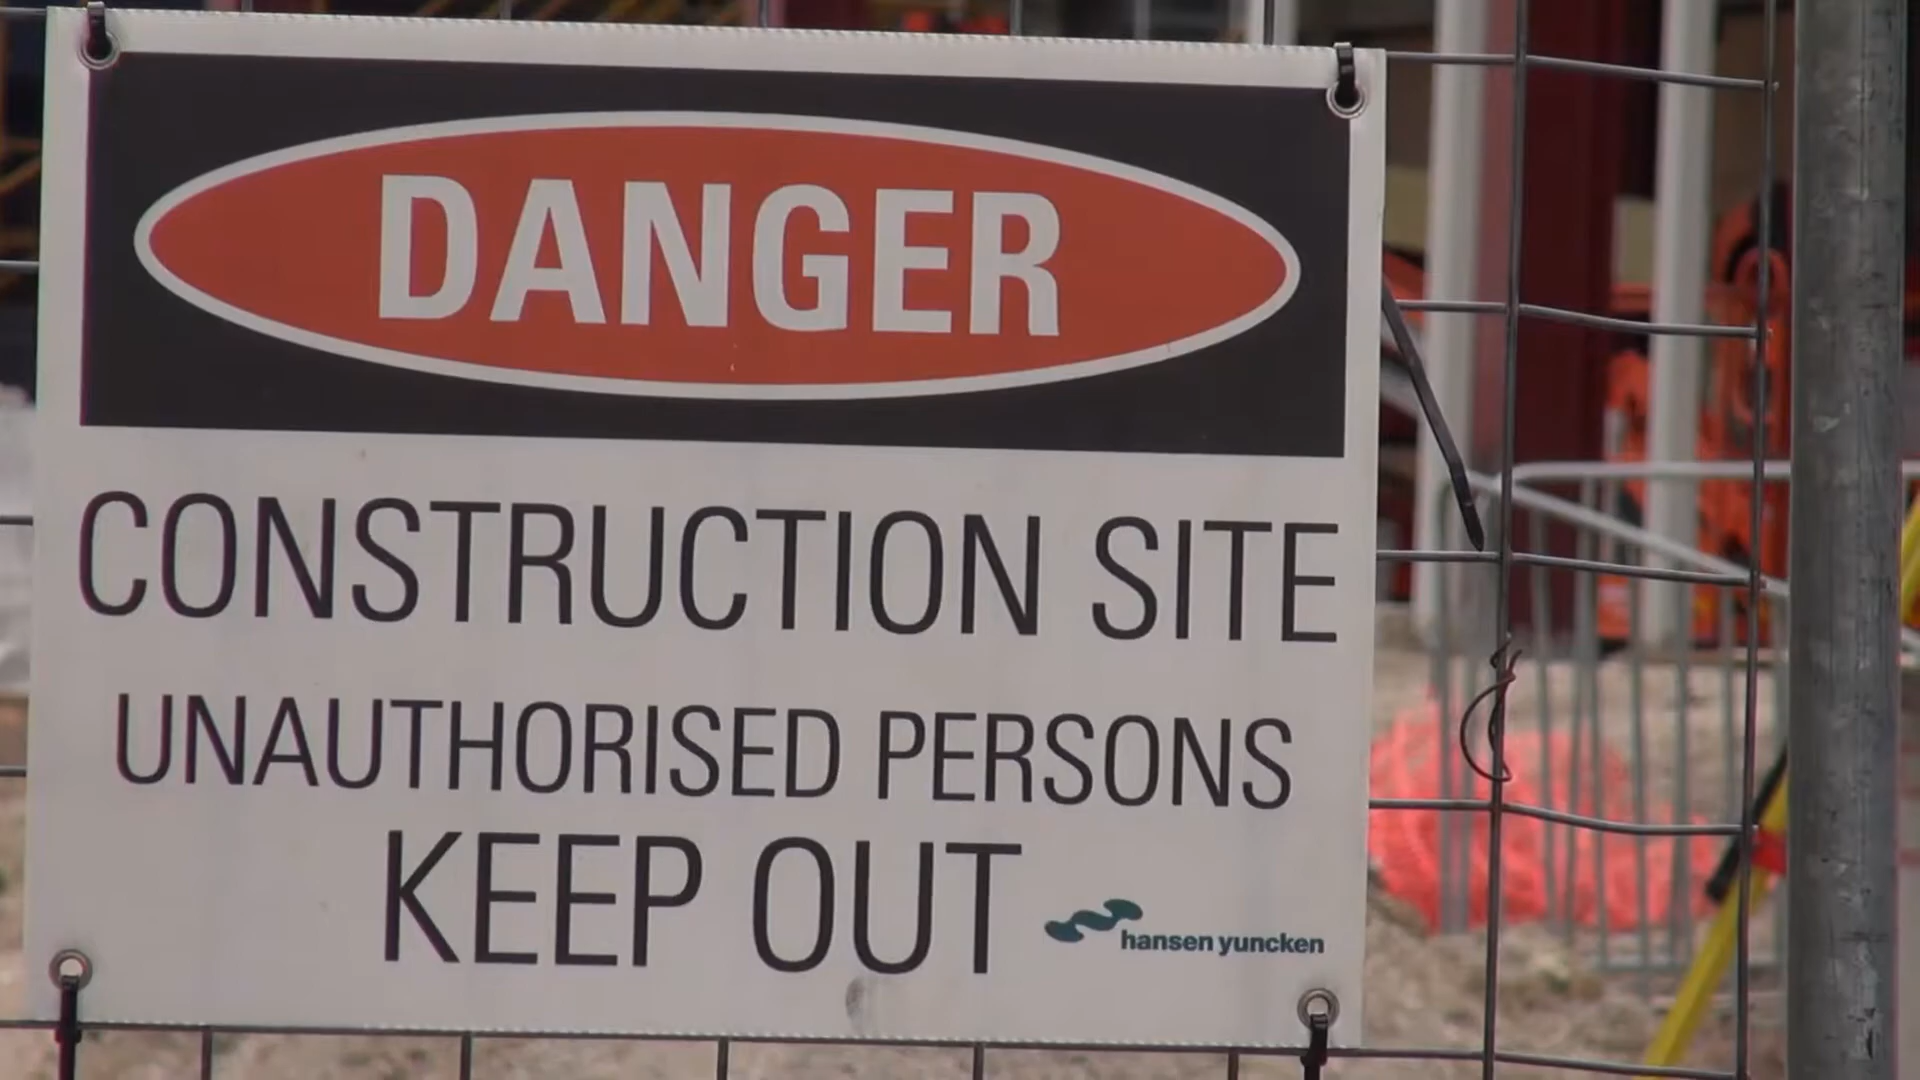 DANGER
CONSTRUCTION SITE
UNAUTHORISED PERSONS
KEEP OUT
hansen yuncken